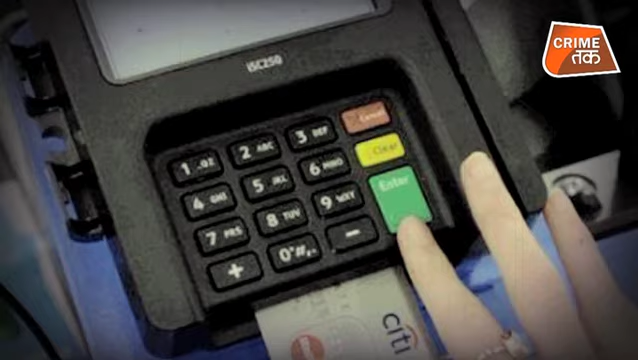 CRIME
तक
iSC250
1 .QZ
2 ABC
3 DEF
Cancel
4 GHI
5 JKL
6 MNO
Clear
7 PRS
8 TUV
9 WXY
Enter
+
0 '#,.
-
citi